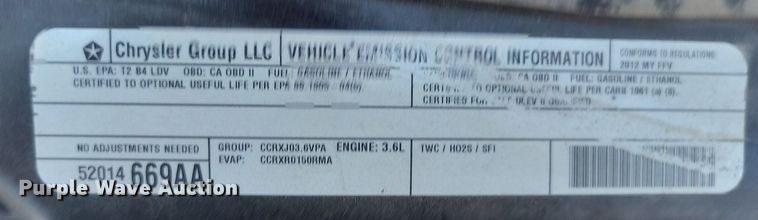 Chrysler Group LLC
VEHICLE EMISSION CONTROL INFORMATION
CONFORMS TO REGULATIONS:
2012 MY FFV
U.S. EPA: T2 B4 LDV OBD: CA OBD II FUEL: GASOLINE / ETHANOL
CERTIFIED TO OPTIONAL USEFUL LIFE PER EPA
OBD: CA OBD II FUEL: GASOLINE / ETHANOL
TO OPTIONAL USEFUL LIFE PER CARB 1961 (a) (8).
CERTIFIED FOR
NO ADJUSTMENTS NEEDED
52014 669AA
GROUP: CCRXJ03.6VPA ENGINE: 3.6L
EVAP: CCRXR0150RMA
TWC / HO2S / SFI
Purple Wave Auction